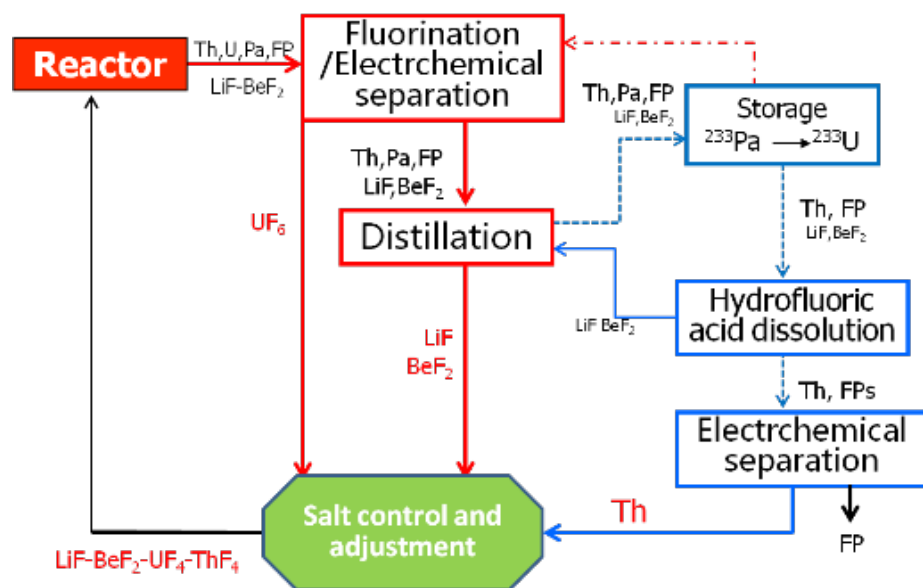 Reactor
Th,U,Pa,FP
LiF-BeF₂
Fluorination
/Electrchemical
separation
Th,Pa,FP
LiF,BeF₂
Storage
²³³Pa → ²³³U
Th,Pa,FP
LiF,BeF₂
UF₆
Distillation
Th, FP
LiF,BeF₂
LiF BeF₂
Hydrofluoric
acid dissolution
LiF
BeF₂
Th, FPs
Electrchemical
separation
Salt control and
adjustment
Th
FP
LiF-BeF₂-UF₄-ThF₄